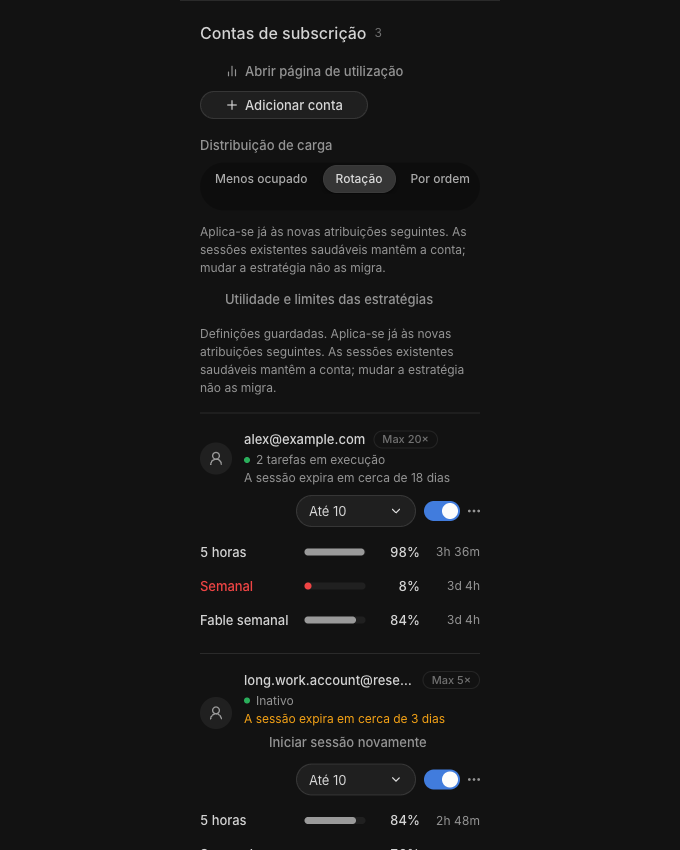 Contas de subscrição 3
Abrir página de utilização
Adicionar conta
Distribuição de carga
Menos ocupado Rotação Por ordem
Aplica-se já às novas atribuições seguintes. As
sessões existentes saudáveis mantêm a conta;
mudar a estratégia não as migra.
Utilidade e limites das estratégias
Definições guardadas. Aplica-se já às novas
atribuições seguintes. As sessões existentes
saudáveis mantêm a conta; mudar a estratégia
não as migra.
alex@example.com Max 20×
2 tarefas em execução
A sessão expira em cerca de 18 dias
Até 10
5 horas 98% 3h 36m
Semanal 8% 3d 4h
Fable semanal 84% 3d 4h
long.work.account@rese... Max 5×
Inativo
A sessão expira em cerca de 3 dias
Iniciar sessão novamente
Até 10
5 horas 84% 2h 48m